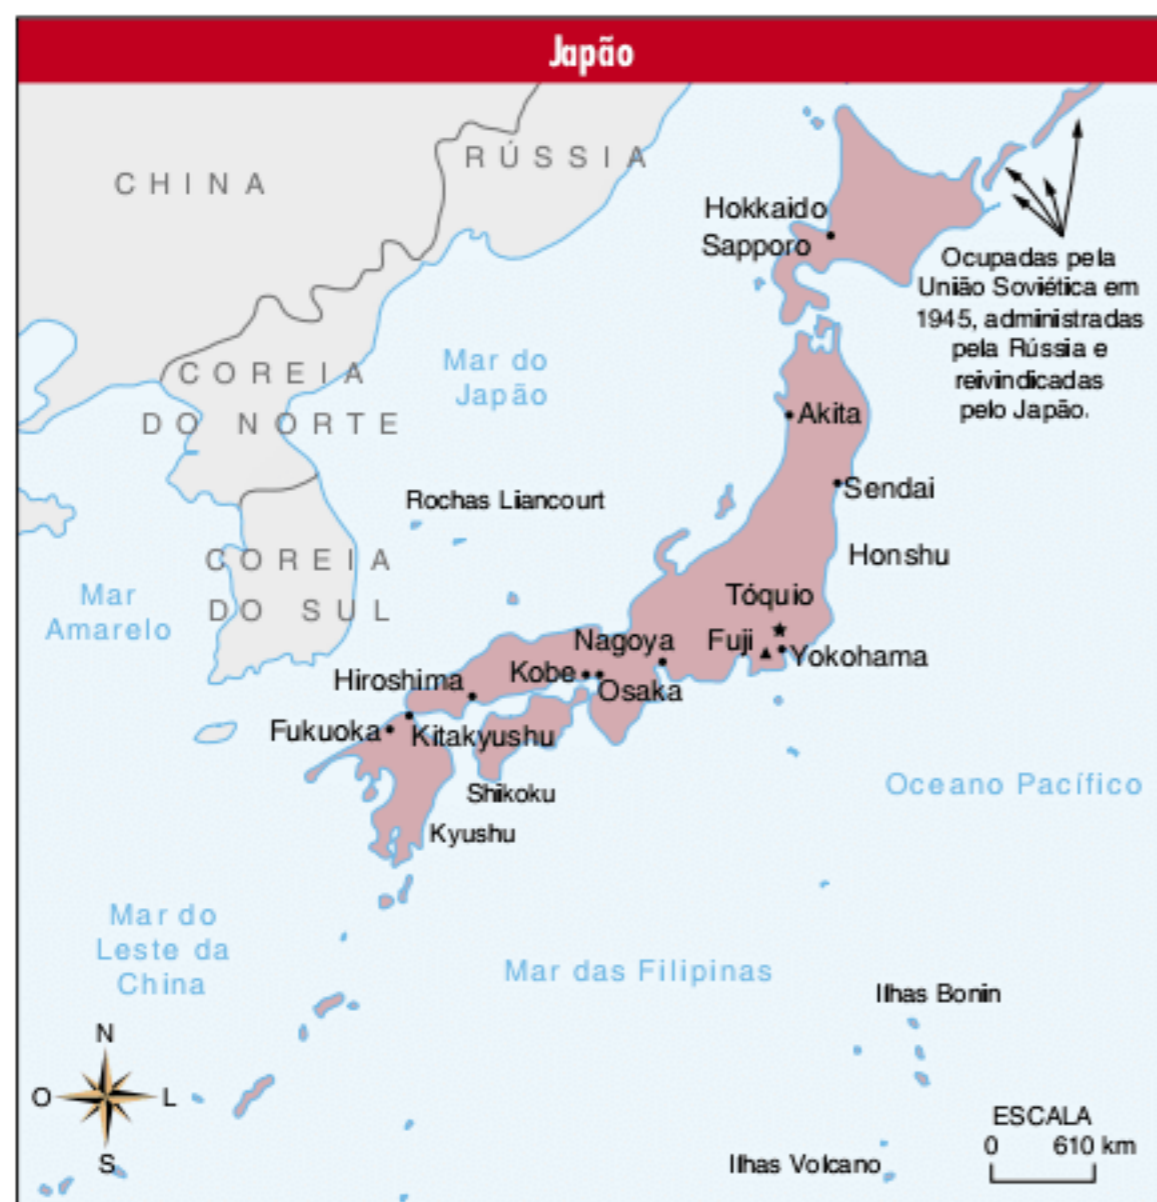 Japão
RÚSSIA
CHINA
Hokkaido
Sapporo
Ocupadas pela
União Soviética em
1945, administradas
pela Rússia e
reivindicadas
pelo Japão.
Mar do
Japão
COREIA
DO NORTE
Akita
Sendai
Rochas Liancourt
Honshu
COREIA
DO SUL
Mar
Amarelo
Tóquio
Nagoya
Fuji
Yokohama
Hiroshima
Kobe
Osaka
Fukuoka
Kitakyushu
Shikoku
Kyushu
Oceano Pacífico
Mar do
Leste da
China
Mar das Filipinas
Ilhas Bonin
N
O
L
S
ESCALA
0 610 km
Ilhas Volcano